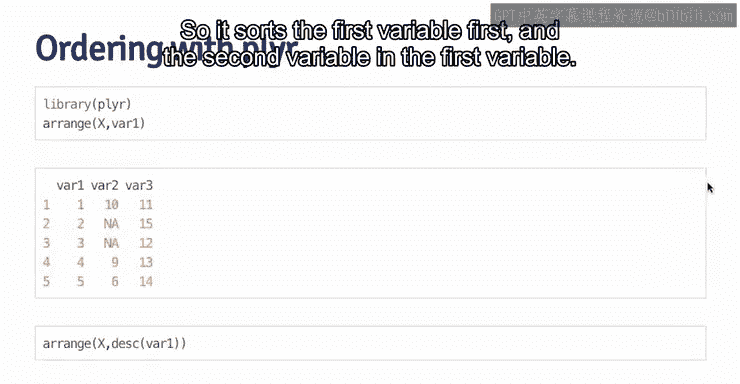 So it sorts the first variable first, and
the second variable in the first variable.
Ordering with plyr
library(plyr)
arrange(X,var1)
var1 var2 var3
1 1 10 11
2 2 NA 15
3 3 NA 12
4 4 9 13
5 5 6 14
arrange(X,desc(var1))